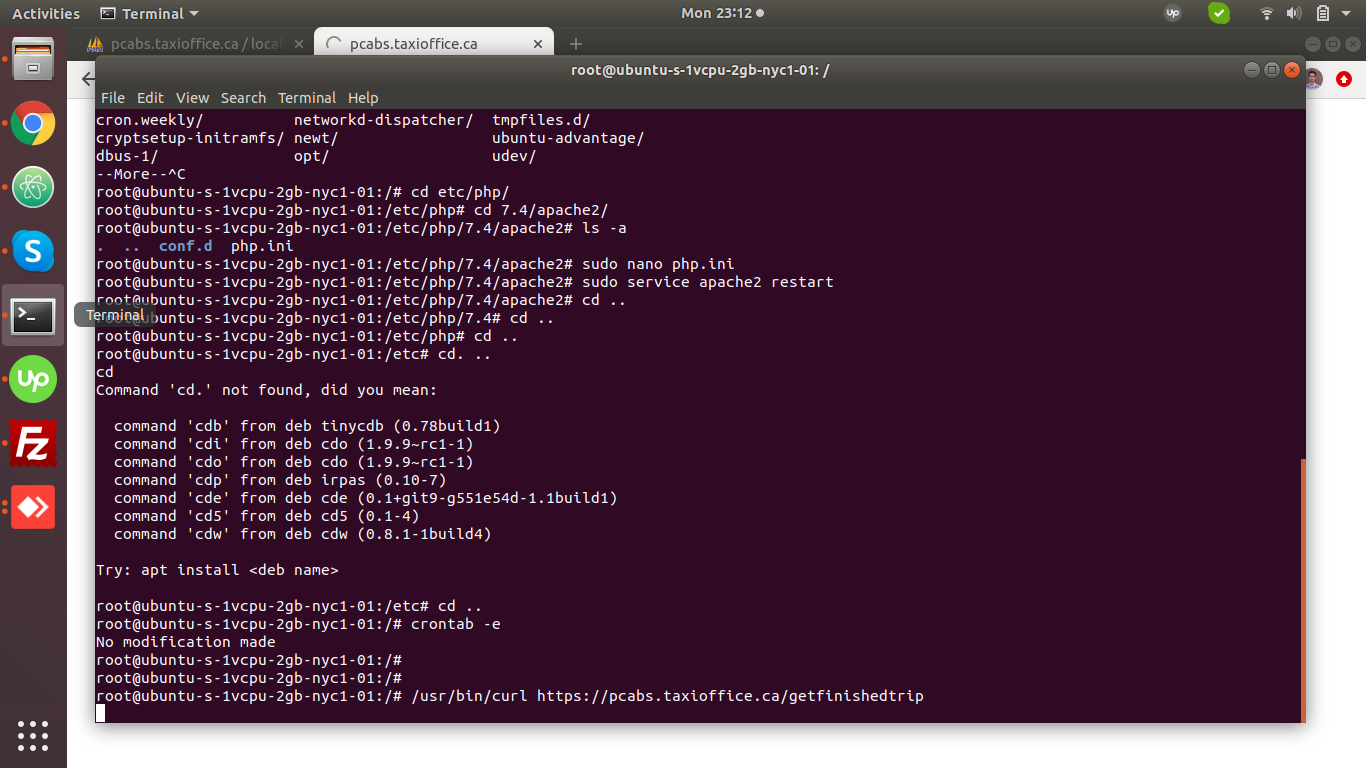 Activities Terminal Mon 23:12 up
pcabs.taxioffice.ca / local pcabs.taxioffice.ca
root@ubuntu-s-1vcpu-2gb-nyc1-01: /
File Edit View Search Terminal Help
cron.weekly/ networkd-dispatcher/ tmpfiles.d/
cryptsetup-initramfs/ newt/ ubuntu-advantage/
dbus-1/ opt/ udev/
--More--^C
root@ubuntu-s-1vcpu-2gb-nyc1-01:/# cd etc/php/
root@ubuntu-s-1vcpu-2gb-nyc1-01:/etc/php# cd 7.4/apache2/
root@ubuntu-s-1vcpu-2gb-nyc1-01:/etc/php/7.4/apache2# ls -a
. .. conf.d php.ini
root@ubuntu-s-1vcpu-2gb-nyc1-01:/etc/php/7.4/apache2# sudo nano php.ini
root@ubuntu-s-1vcpu-2gb-nyc1-01:/etc/php/7.4/apache2# sudo service apache2 restart
root@ubuntu-s-1vcpu-2gb-nyc1-01:/etc/php/7.4/apache2# cd ..
Terminal
root@ubuntu-s-1vcpu-2gb-nyc1-01:/etc/php/7.4# cd ..
root@ubuntu-s-1vcpu-2gb-nyc1-01:/etc/php# cd ..
root@ubuntu-s-1vcpu-2gb-nyc1-01:/etc# cd. ..
cd
Command 'cd.' not found, did you mean:
command 'cdb' from deb tinycdb (0.78build1)
command 'cdi' from deb cdo (1.9.9~rc1-1)
command 'cdo' from deb cdo (1.9.9~rc1-1)
command 'cdp' from deb irpas (0.10-7)
command 'cde' from deb cde (0.1+git9-g551e54d-1.1build1)
command 'cd5' from deb cd5 (0.1-4)
command 'cdw' from deb cdw (0.8.1-1build4)
Try: apt install <deb name>
root@ubuntu-s-1vcpu-2gb-nyc1-01:/etc# cd ..
root@ubuntu-s-1vcpu-2gb-nyc1-01:/# crontab -e
No modification made
root@ubuntu-s-1vcpu-2gb-nyc1-01:/#
root@ubuntu-s-1vcpu-2gb-nyc1-01:/#
root@ubuntu-s-1vcpu-2gb-nyc1-01:/# /usr/bin/curl https://pcabs.taxioffice.ca/getfinishedtrip
S
up
Fz